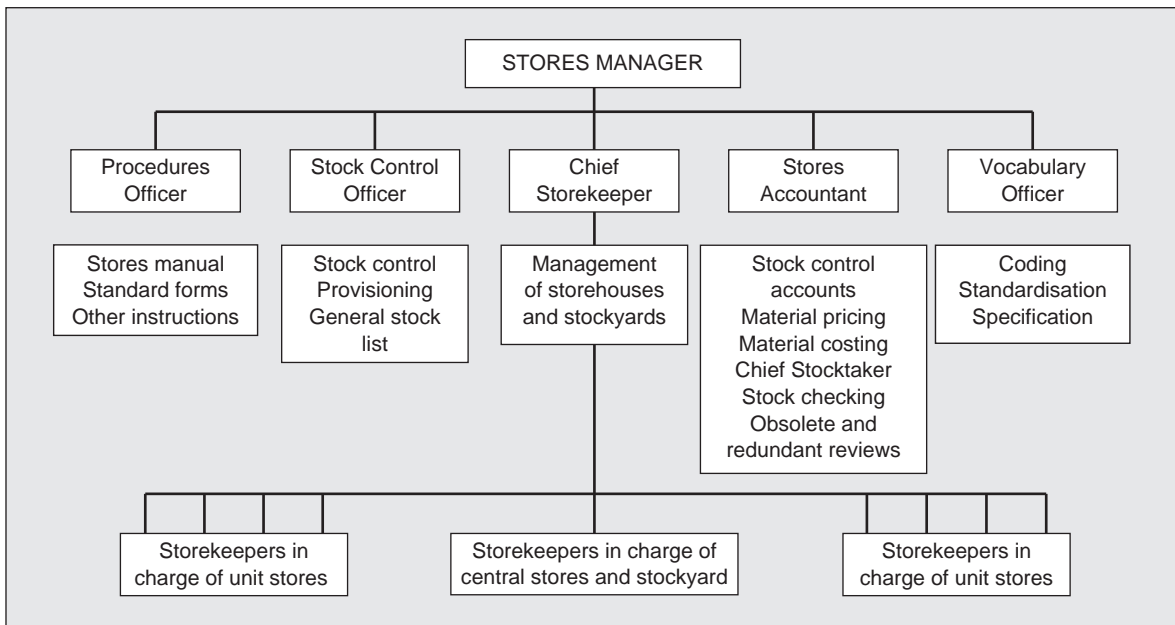 STORES MANAGER
Procedures
Officer
Stock Control
Officer
Chief
Storekeeper
Stores
Accountant
Vocabulary
Officer
Stores manual
Standard forms
Other instructions
Stock control
Provisioning
General stock
list
Management
of storehouses
and stockyards
Stock control
accounts
Material pricing
Material costing
Chief Stocktaker
Stock checking
Obsolete and
redundant reviews
Coding
Standardisation
Specification
Storekeepers in
charge of unit stores
Storekeepers in charge of
central stores and stockyard
Storekeepers in
charge of unit stores